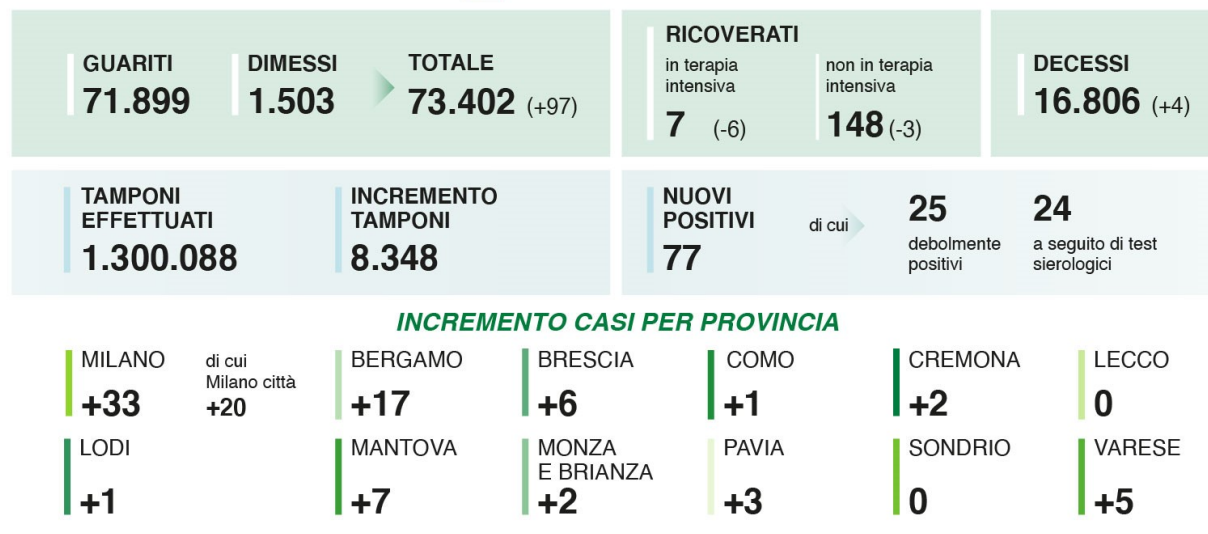 GUARITI
71.899
DIMESSI
1.503
TOTALE
73.402 (+97)
RICOVERATI
in terapia
intensiva
7 (-6)
non in terapia
intensiva
148 (-3)
DECESSI
16.806 (+4)
TAMPONI
EFFETTUATI
1.300.088
INCREMENTO
TAMPONI
8.348
NUOVI
POSITIVI
77
di cui
25
debolmente
positivi
24
a seguito di test
sierologici
INCREMENTO CASI PER PROVINCIA
MILANO
+33
di cui
Milano città
+20
BERGAMO
+17
BRESCIA
+6
COMO
+1
CREMONA
+2
LECCO
0
LODI
+1
MANTOVA
+7
MONZA
E BRIANZA
+2
PAVIA
+3
SONDRIO
0
VARESE
+5